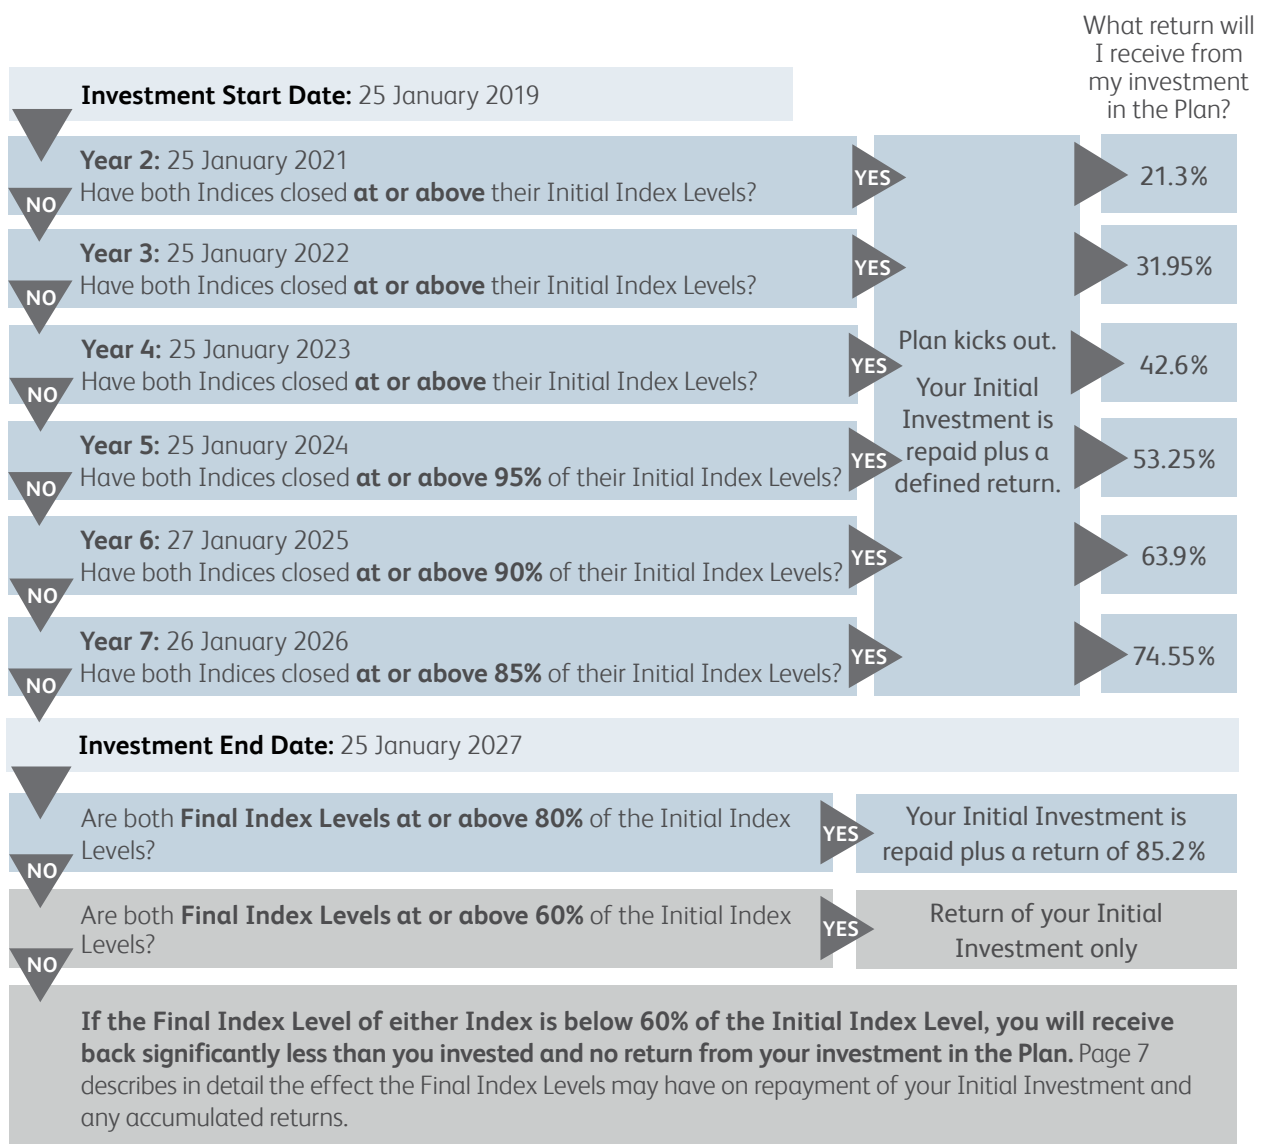 What return will
I receive from
my investment
in the Plan?
Investment Start Date: 25 January 2019
Year 2: 25 January 2021
Have both Indices closed at or above their Initial Index Levels?
YES
21.3%
NO
Year 3: 25 January 2022
Have both Indices closed at or above their Initial Index Levels?
YES
31.95%
NO
Year 4: 25 January 2023
Have both Indices closed at or above their Initial Index Levels?
YES
42.6%
NO
Plan kicks out.
Your Initial
Investment is
repaid plus a
defined return.
Year 5: 25 January 2024
Have both Indices closed at or above 95% of their Initial Index Levels?
YES
53.25%
NO
Year 6: 27 January 2025
Have both Indices closed at or above 90% of their Initial Index Levels?
YES
63.9%
NO
Year 7: 26 January 2026
Have both Indices closed at or above 85% of their Initial Index Levels?
YES
74.55%
NO
Investment End Date: 25 January 2027
Are both Final Index Levels at or above 80% of the Initial Index
Levels?
YES
Your Initial Investment is
repaid plus a return of 85.2%
NO
Are both Final Index Levels at or above 60% of the Initial Index
Levels?
YES
Return of your Initial
Investment only
NO
If the Final Index Level of either Index is below 60% of the Initial Index Level, you will receive
back significantly less than you invested and no return from your investment in the Plan. Page 7
describes in detail the effect the Final Index Levels may have on repayment of your Initial Investment and
any accumulated returns.